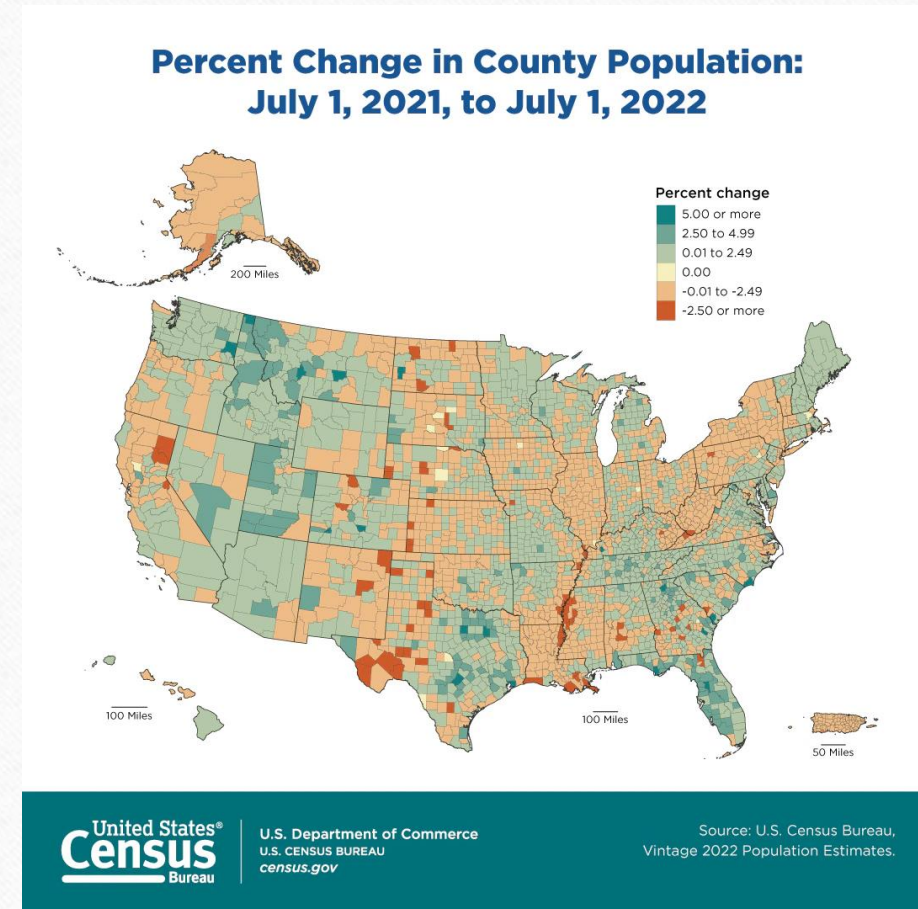 Percent Change in County Population:
July 1, 2021, to July 1, 2022
Percent change
5.00 or more
2.50 to 4.99
0.01 to 2.49
0.00
-0.01 to -2.49
-2.50 or more
200 Miles
100 Miles
100 Miles
50 Miles
United States®
Census
Bureau
U.S. Department of Commerce
U.S. CENSUS BUREAU
census.gov
Source: U.S. Census Bureau,
Vintage 2022 Population Estimates.